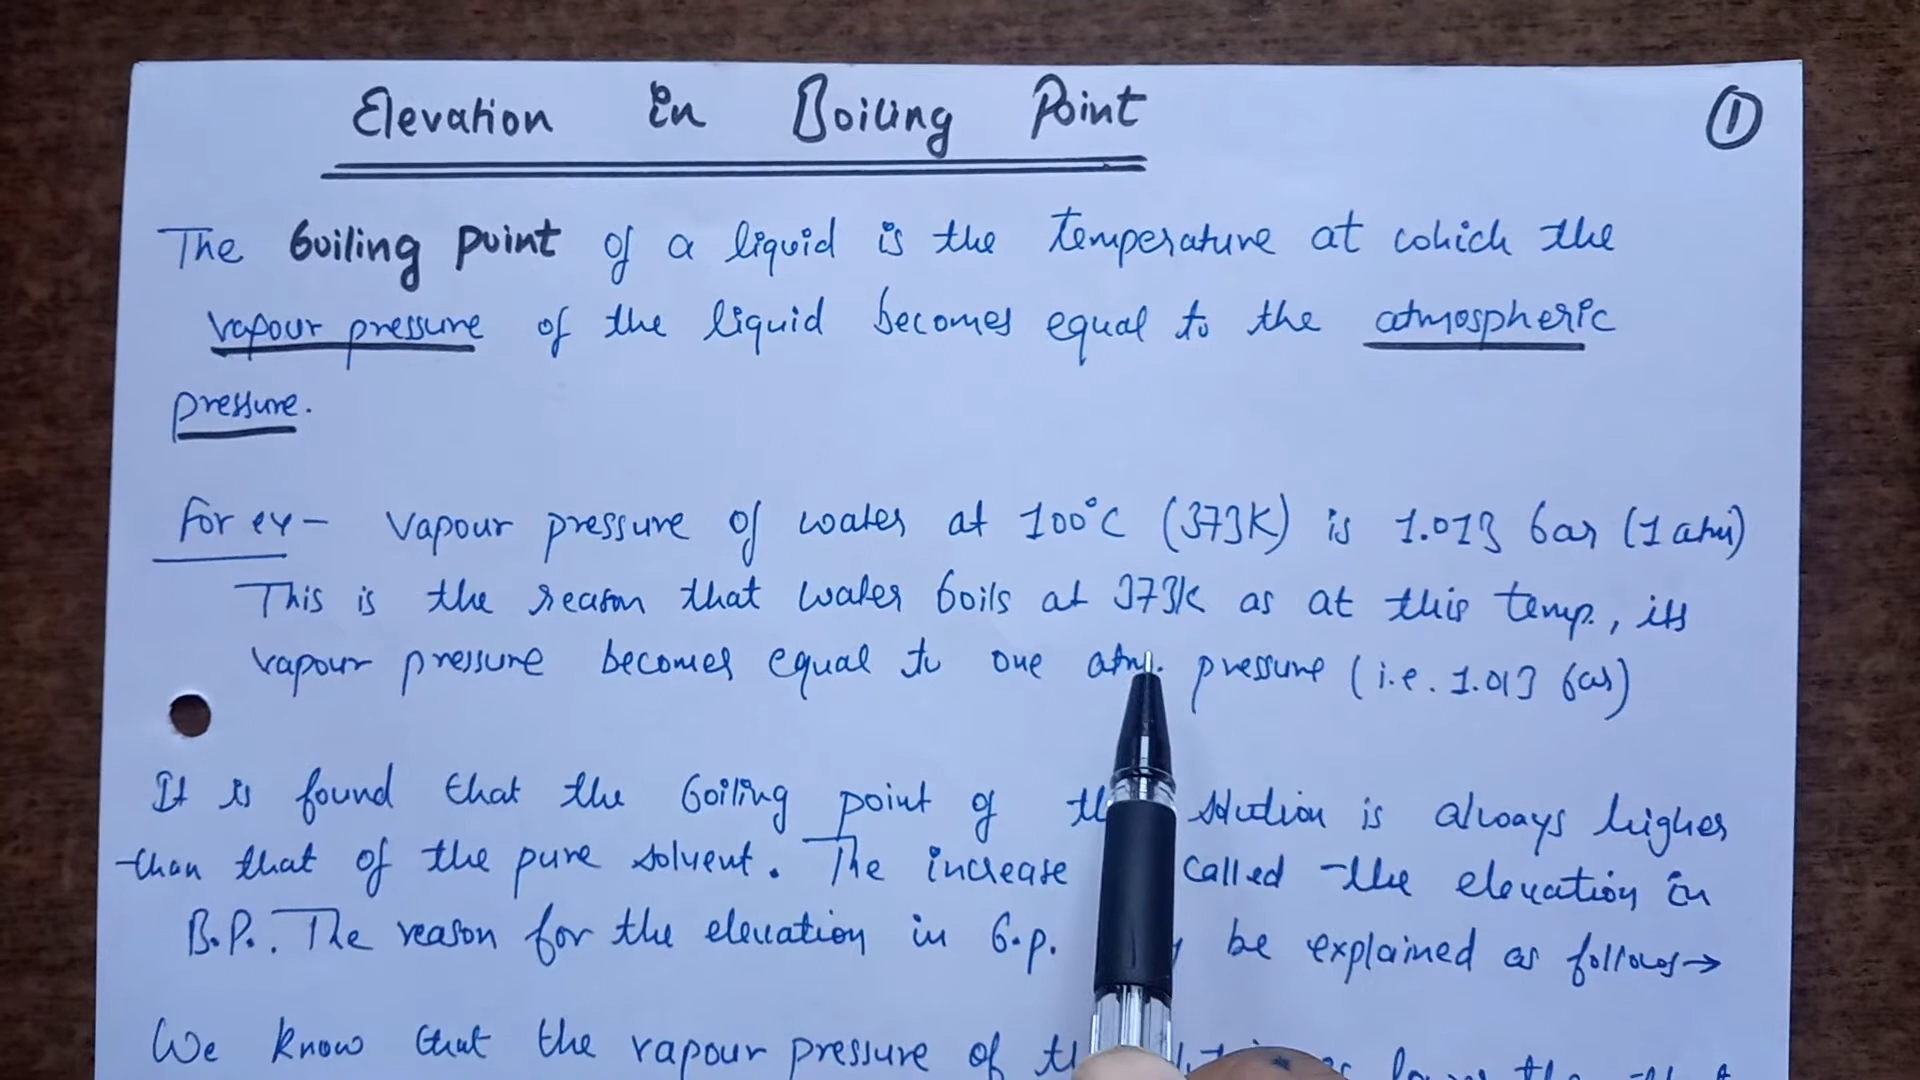 Elevation in Boiling Point
①
The boiling point of a liquid is the temperature at which the
vapour pressure of the liquid becomes equal to the atmospheric
pressure.
For ex - Vapour pressure of water at 100°C (373K) is 1.013 bar (1 atm)
This is the reason that water boils at 373K as at this temp., its
vapour pressure becomes equal to one atm. pressure (i.e. 1.013 bar)
It is found that the boiling point of solution is always higher
than that of the pure solvent. The increase called the elevation in
B.P.. The reason for the elevation in b.p. be explained as follows→
We know that the vapour pressure of